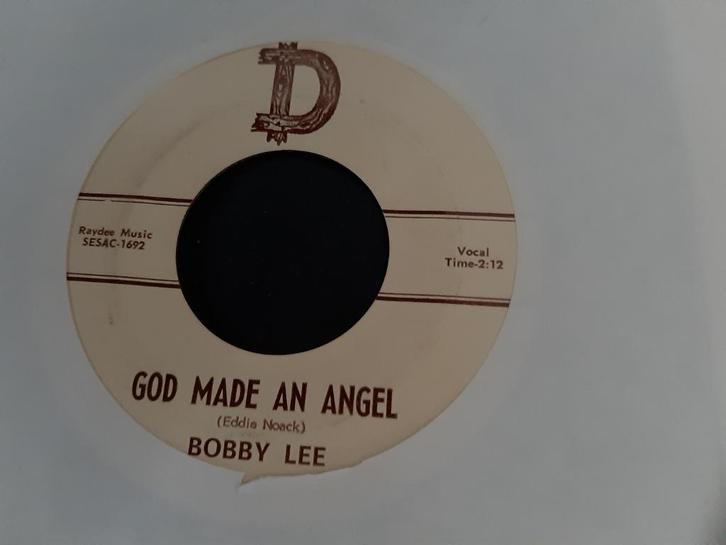 D
Raydee Music
SESAC-1692
Vocal
Time-2:12
GOD MADE AN ANGEL
(Eddie Noack)
BOBBY LEE